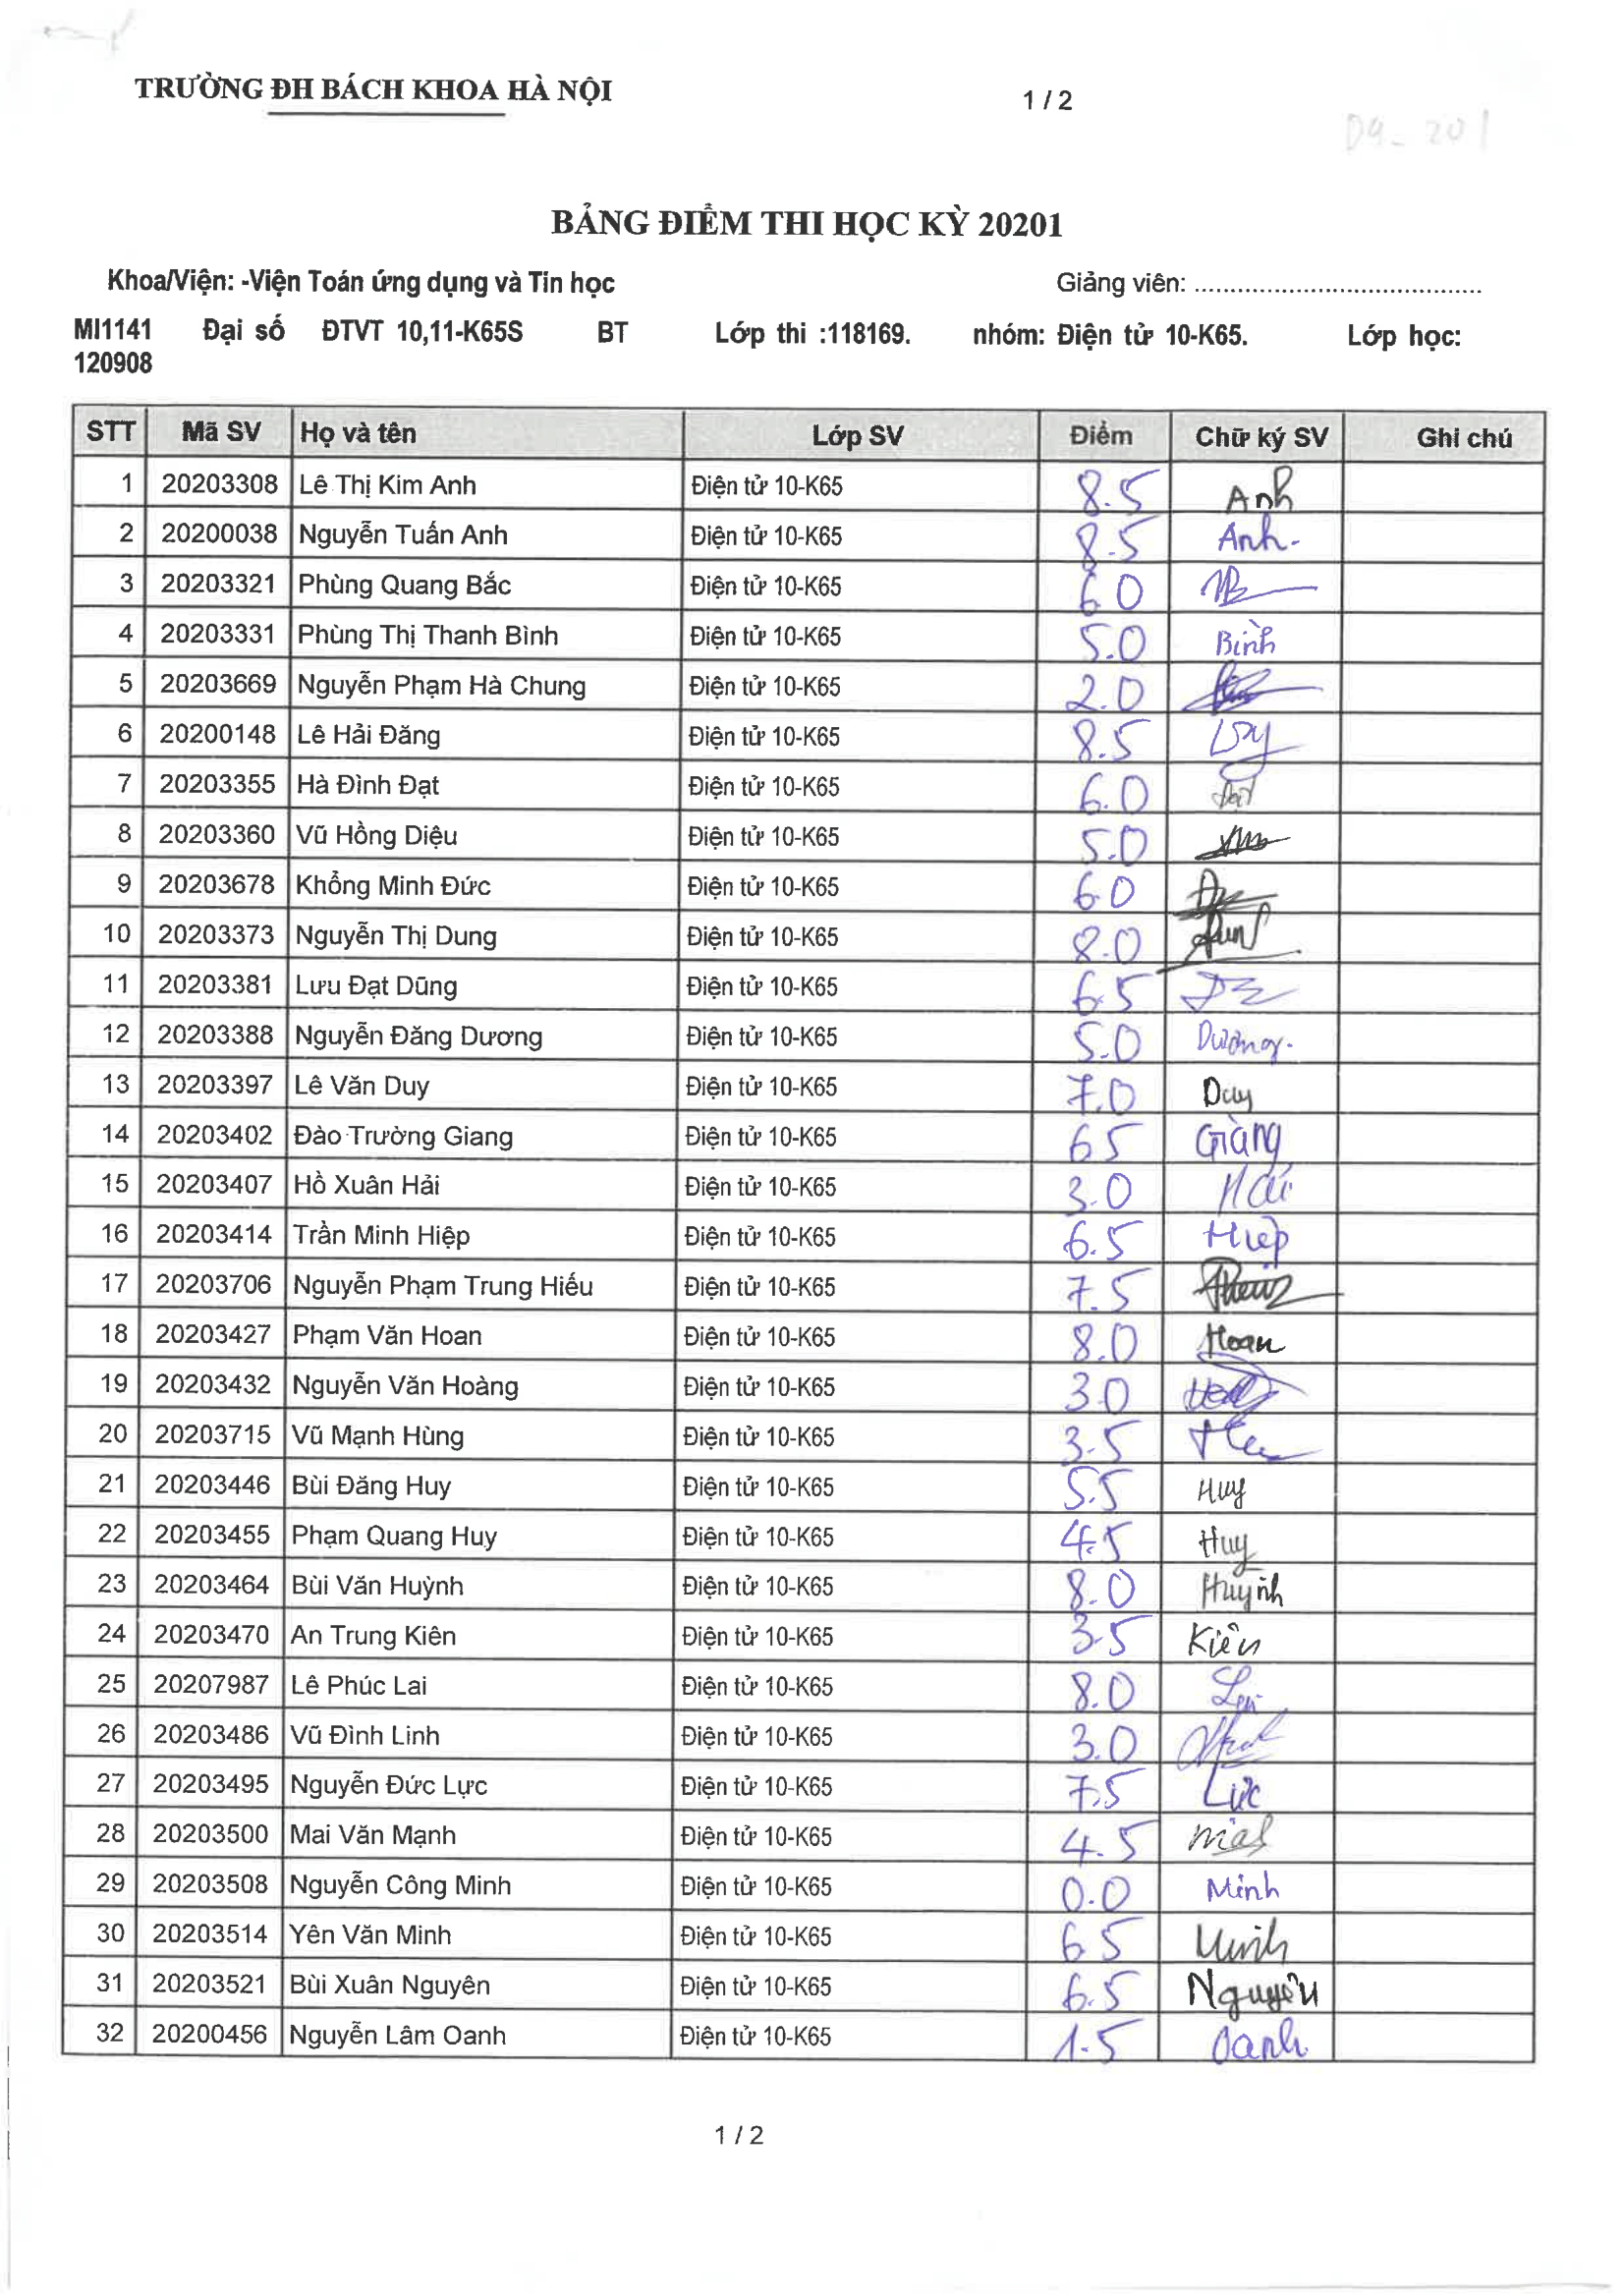 TRƯỜNG ĐH BÁCH KHOA HÀ NỘI
1 / 2
D9-201
BẢNG ĐIỂM THI HỌC KỲ 20201
Khoa/Viện: -Viện Toán ứng dụng và Tin học Giảng viên: ........................................
MI1141 Đại số ĐTVT 10,11-K65S BT Lớp thi :118169. nhóm: Điện tử 10-K65. Lớp học:
120908
STT Mã SV Họ và tên Lớp SV Điểm Chữ ký SV Ghi chú
1 20203308 Lê Thị Kim Anh Điện tử 10-K65 8.5 Anh
2 20200038 Nguyễn Tuấn Anh Điện tử 10-K65 8.5 Anh
3 20203321 Phùng Quang Bắc Điện tử 10-K65 6 0
4 20203331 Phùng Thị Thanh Bình Điện tử 10-K65 5.0 Bình
5 20203669 Nguyễn Phạm Hà Chung Điện tử 10-K65 2.0
6 20200148 Lê Hải Đăng Điện tử 10-K65 8.5
7 20203355 Hà Đình Đạt Điện tử 10-K65 6.0 Đạt
8 20203360 Vũ Hồng Diệu Điện tử 10-K65 5.0
9 20203678 Khổng Minh Đức Điện tử 10-K65 6.0
10 20203373 Nguyễn Thị Dung Điện tử 10-K65 8.0
11 20203381 Lưu Đạt Dũng Điện tử 10-K65 6.5
12 20203388 Nguyễn Đăng Dương Điện tử 10-K65 5.0 Dương.
13 20203397 Lê Văn Duy Điện tử 10-K65 7.0 Duy
14 20203402 Đào Trường Giang Điện tử 10-K65 6 5 Giang
15 20203407 Hồ Xuân Hải Điện tử 10-K65 3.0 Hải
16 20203414 Trần Minh Hiệp Điện tử 10-K65 6.5 Hiệp
17 20203706 Nguyễn Phạm Trung Hiếu Điện tử 10-K65 7.5
18 20203427 Phạm Văn Hoan Điện tử 10-K65 8.0 Hoan
19 20203432 Nguyễn Văn Hoàng Điện tử 10-K65 3.0
20 20203715 Vũ Mạnh Hùng Điện tử 10-K65 3.5
21 20203446 Bùi Đăng Huy Điện tử 10-K65 5.5 Huy
22 20203455 Phạm Quang Huy Điện tử 10-K65 4.5 Huy
23 20203464 Bùi Văn Huỳnh Điện tử 10-K65 8.0 Huỳnh
24 20203470 An Trung Kiên Điện tử 10-K65 3.5 Kiên
25 20207987 Lê Phúc Lai Điện tử 10-K65 8.0 Lai
26 20203486 Vũ Đình Linh Điện tử 10-K65 3.0
27 20203495 Nguyễn Đức Lực Điện tử 10-K65 7.5 Lực
28 20203500 Mai Văn Mạnh Điện tử 10-K65 4.5
29 20203508 Nguyễn Công Minh Điện tử 10-K65 0.0 Minh
30 20203514 Yên Văn Minh Điện tử 10-K65 6 5 Minh
31 20203521 Bùi Xuân Nguyên Điện tử 10-K65 6.5 Nguyên
32 20200456 Nguyễn Lâm Oanh Điện tử 10-K65 1.5 Oanh
1 / 2